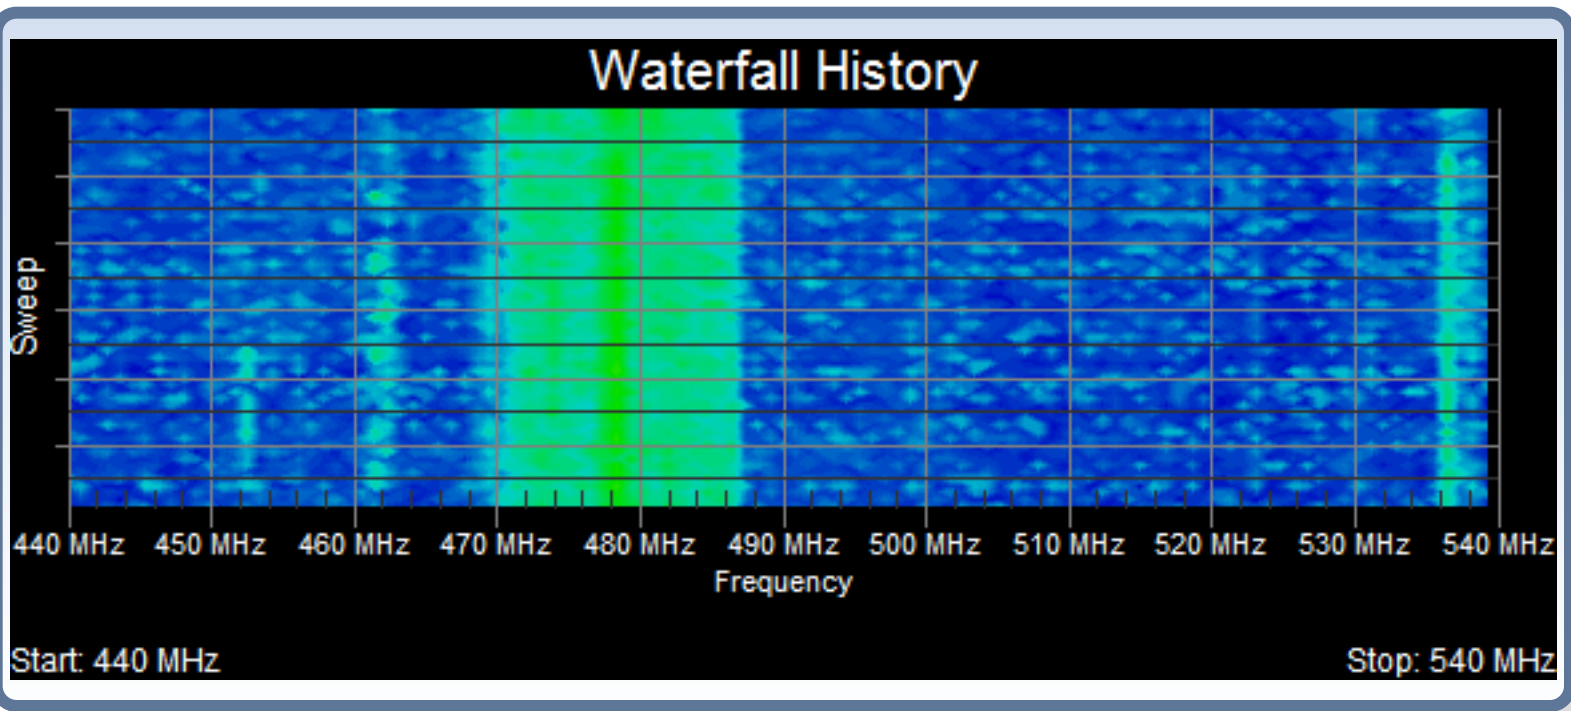 Waterfall History
Sweep
440 MHz 450 MHz 460 MHz 470 MHz 480 MHz 490 MHz 500 MHz 510 MHz 520 MHz 530 MHz 540 MHz
Frequency
Start: 440 MHz
Stop: 540 MHz